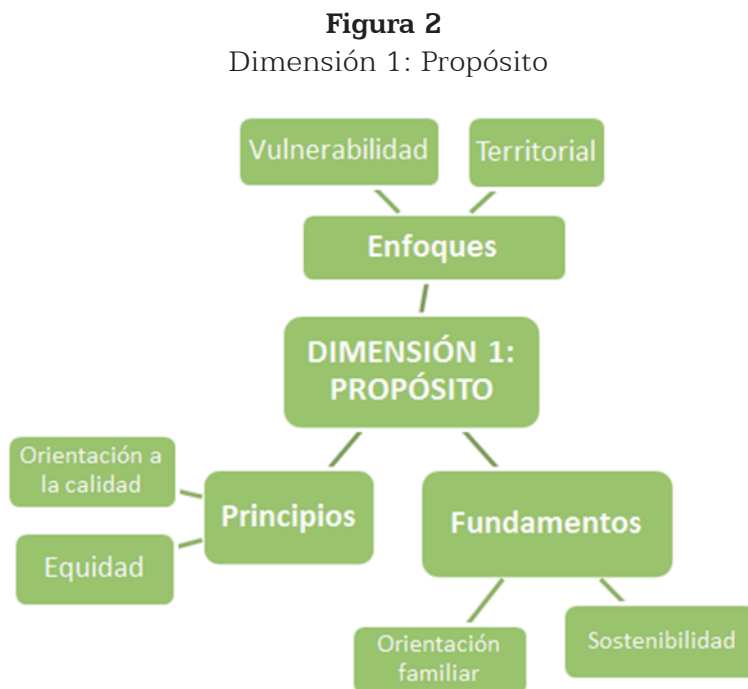 Figura 2
Dimensión 1: Propósito
Vulnerabilidad
Territorial
Enfoques
DIMENSIÓN 1:
PROPÓSITO
Orientación a
la calidad
Principios
Equidad
Fundamentos
Orientación
familiar
Sostenibilidad